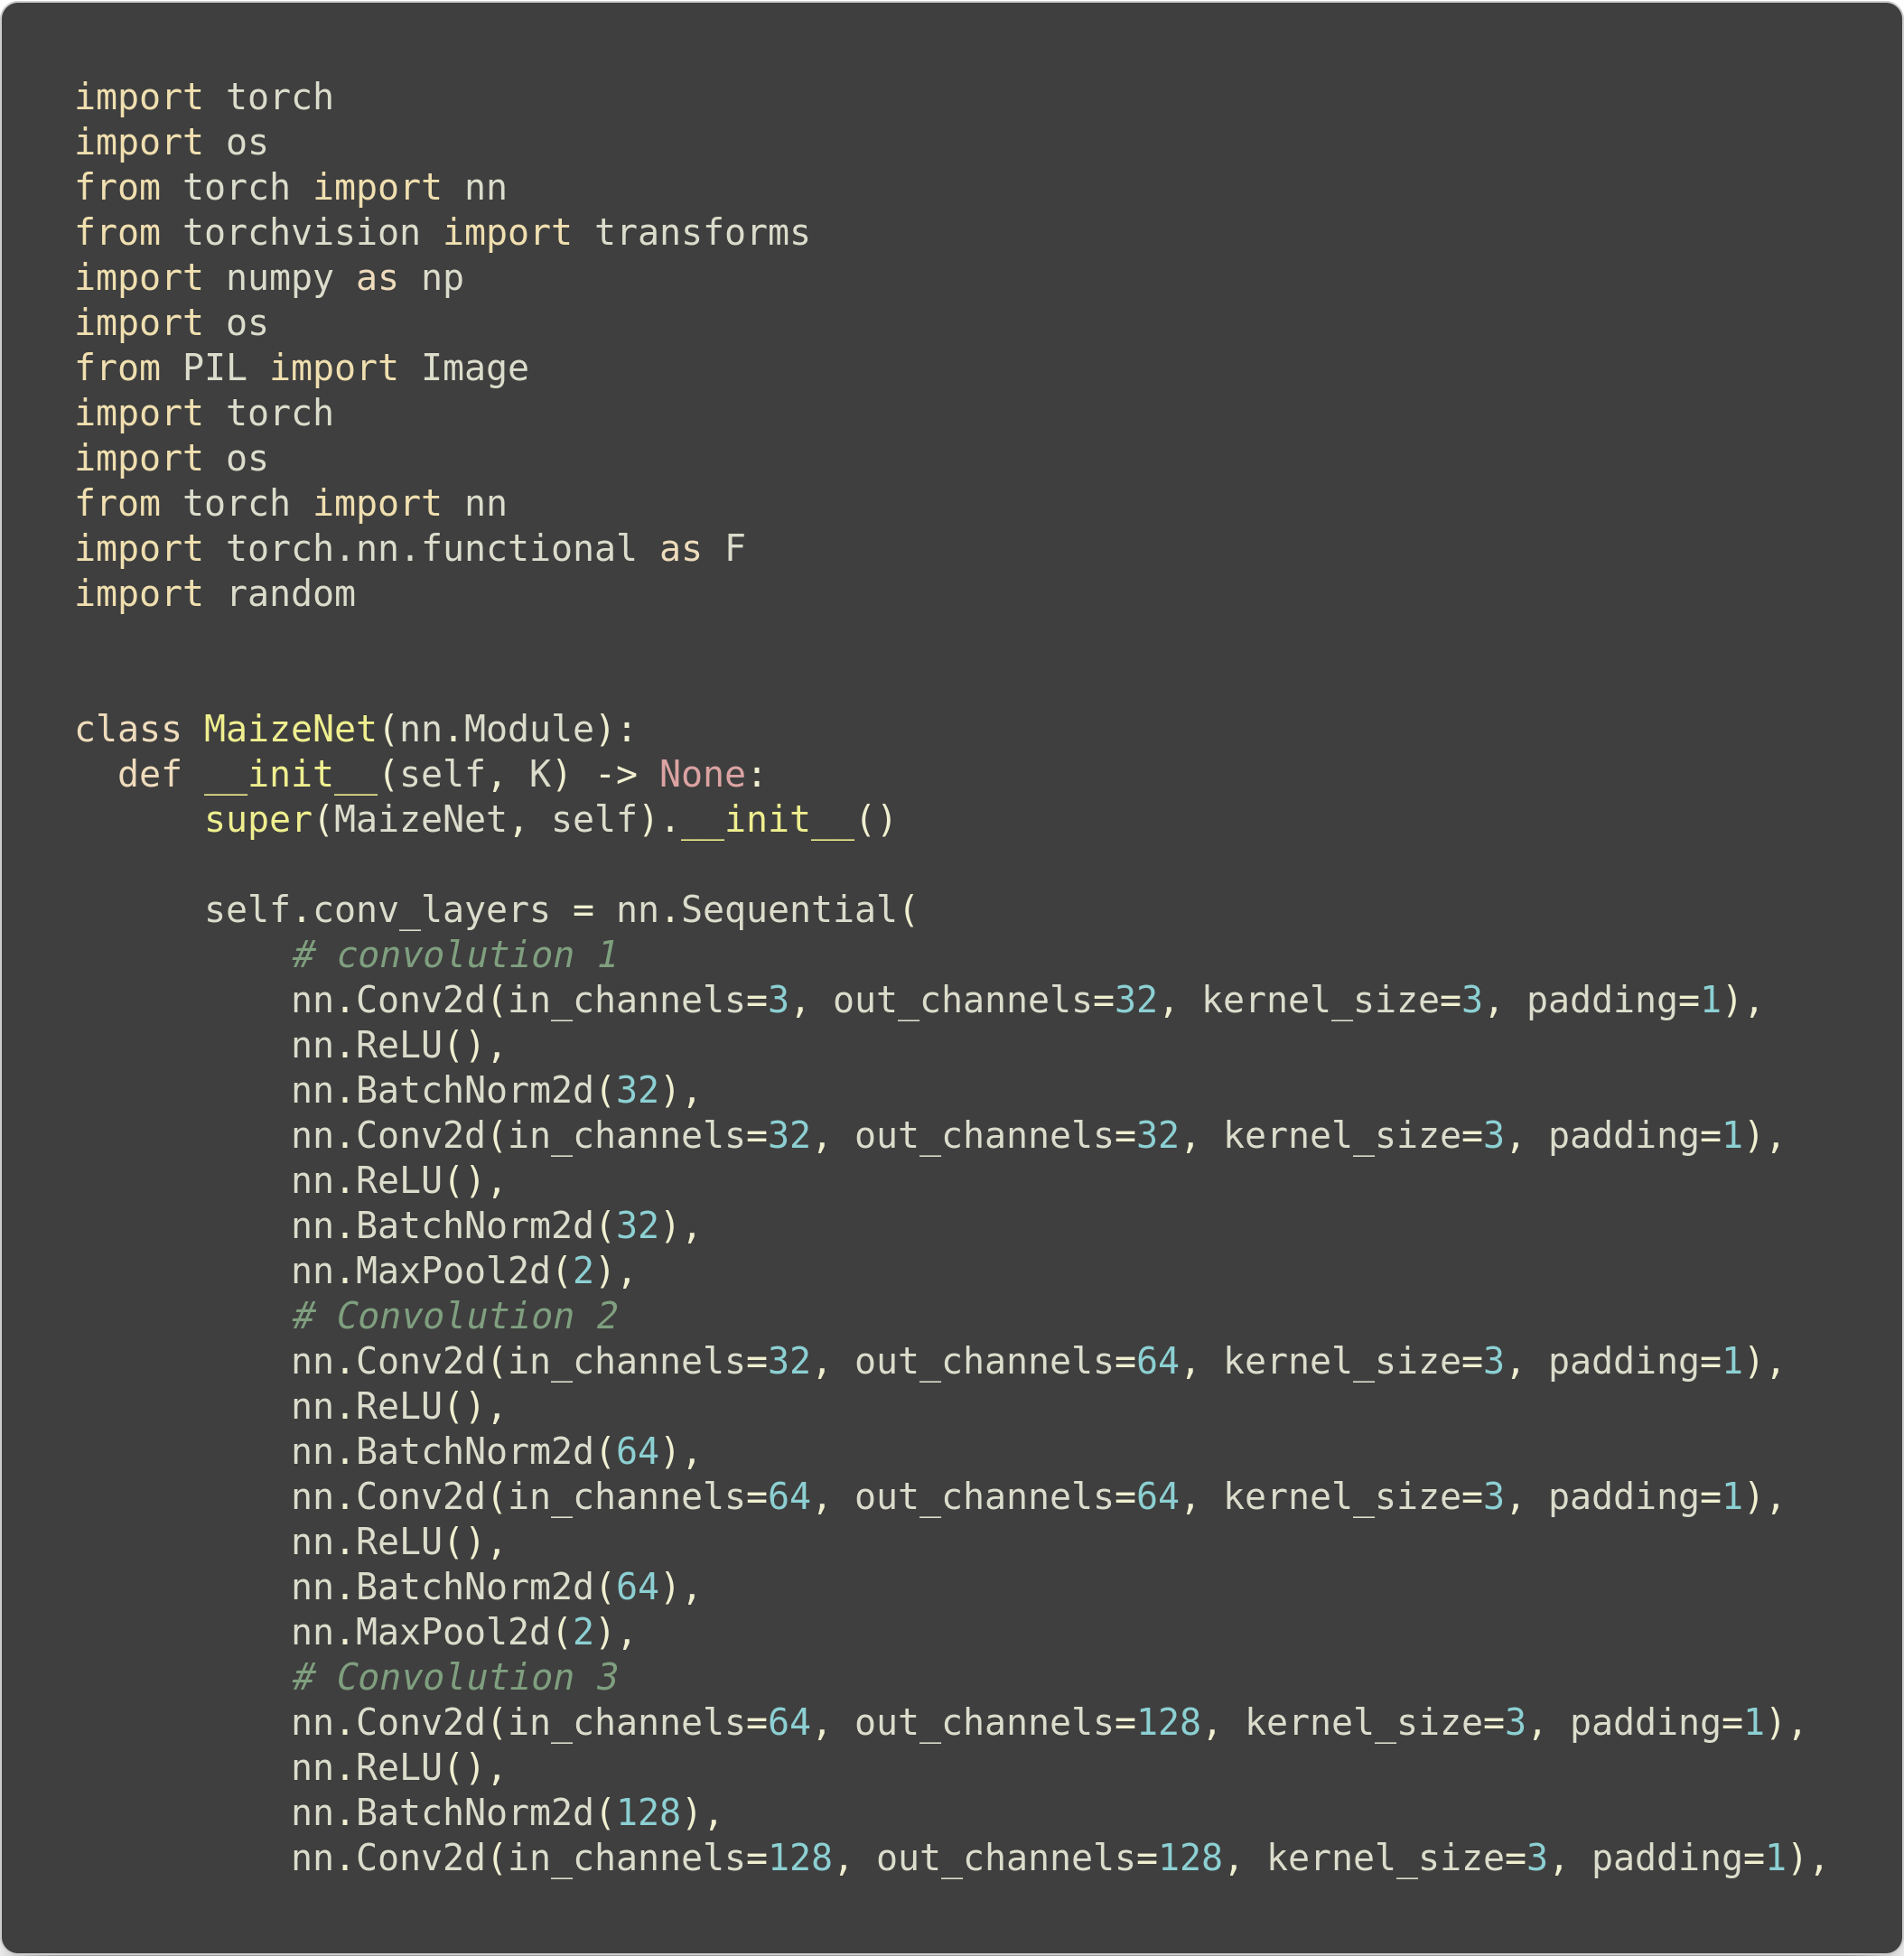 import torch
import os
from torch import nn
from torchvision import transforms
import numpy as np
import os
from PIL import Image
import torch
import os
from torch import nn
import torch.nn.functional as F
import random
class MaizeNet(nn.Module):
  def __init__(self, K) -> None:
      super(MaizeNet, self).__init__()
      self.conv_layers = nn.Sequential(
          # convolution 1
          nn.Conv2d(in_channels=3, out_channels=32, kernel_size=3, padding=1),
          nn.ReLU(),
          nn.BatchNorm2d(32),
          nn.Conv2d(in_channels=32, out_channels=32, kernel_size=3, padding=1),
          nn.ReLU(),
          nn.BatchNorm2d(32),
          nn.MaxPool2d(2),
          # Convolution 2
          nn.Conv2d(in_channels=32, out_channels=64, kernel_size=3, padding=1),
          nn.ReLU(),
          nn.BatchNorm2d(64),
          nn.Conv2d(in_channels=64, out_channels=64, kernel_size=3, padding=1),
          nn.ReLU(),
          nn.BatchNorm2d(64),
          nn.MaxPool2d(2),
          # Convolution 3
          nn.Conv2d(in_channels=64, out_channels=128, kernel_size=3, padding=1),
          nn.ReLU(),
          nn.BatchNorm2d(128),
          nn.Conv2d(in_channels=128, out_channels=128, kernel_size=3, padding=1),